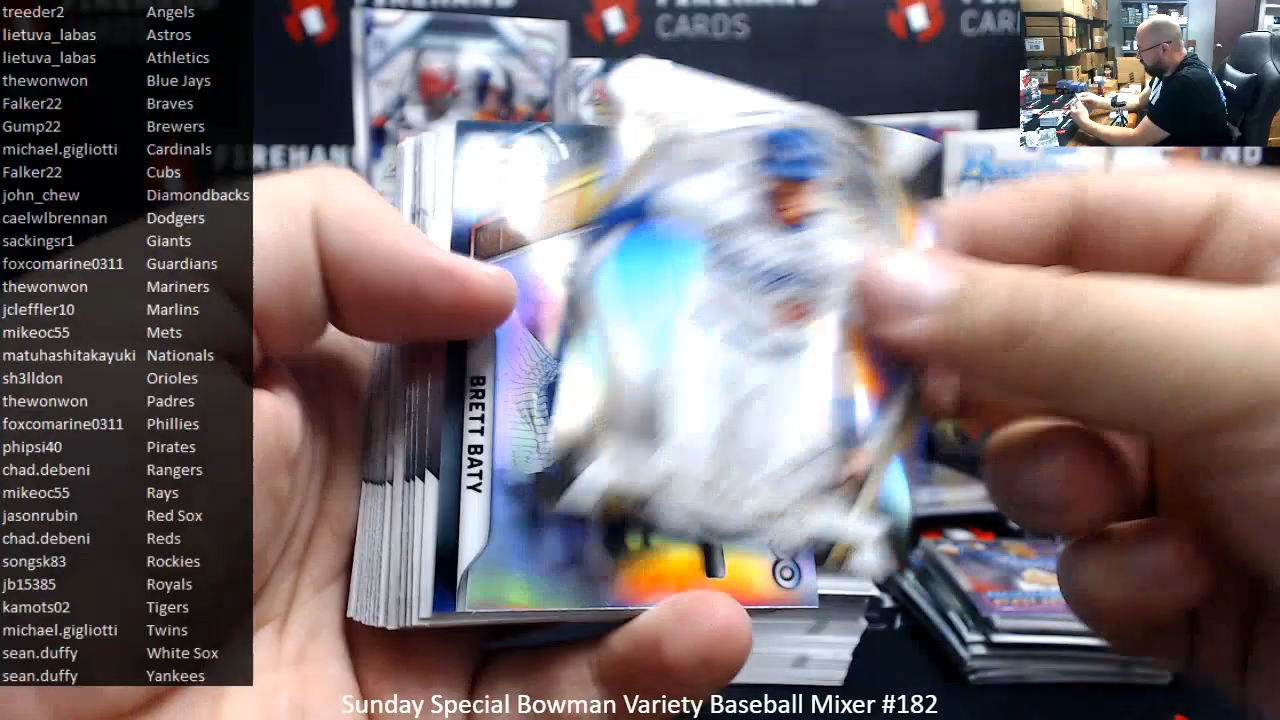 treeder2 Angels
lietuva_labas Astros
lietuva_labas Athletics
thewonwon Blue Jays
Falker22 Braves
Gump22 Brewers
michael.gigliotti Cardinals
Falker22 Cubs
john_chew Diamondbacks
caelwlbrennan Dodgers
sackingsr1 Giants
foxcomarine0311 Guardians
thewonwon Mariners
jcleffler10 Marlins
mikeoc55 Mets
matuhashitakayuki Nationals
sh3lldon Orioles
thewonwon Padres
foxcomarine0311 Phillies
phipsi40 Pirates
chad.debeni Rangers
mikeoc55 Rays
jasonrubin Red Sox
chad.debeni Reds
songsk83 Rockies
jb15385 Royals
kamots02 Tigers
michael.gigliotti Twins
sean.duffy White Sox
sean.duffy Yankees
CARDS
BRETT BATY
Sunday Special Bowman Variety Baseball Mixer #182